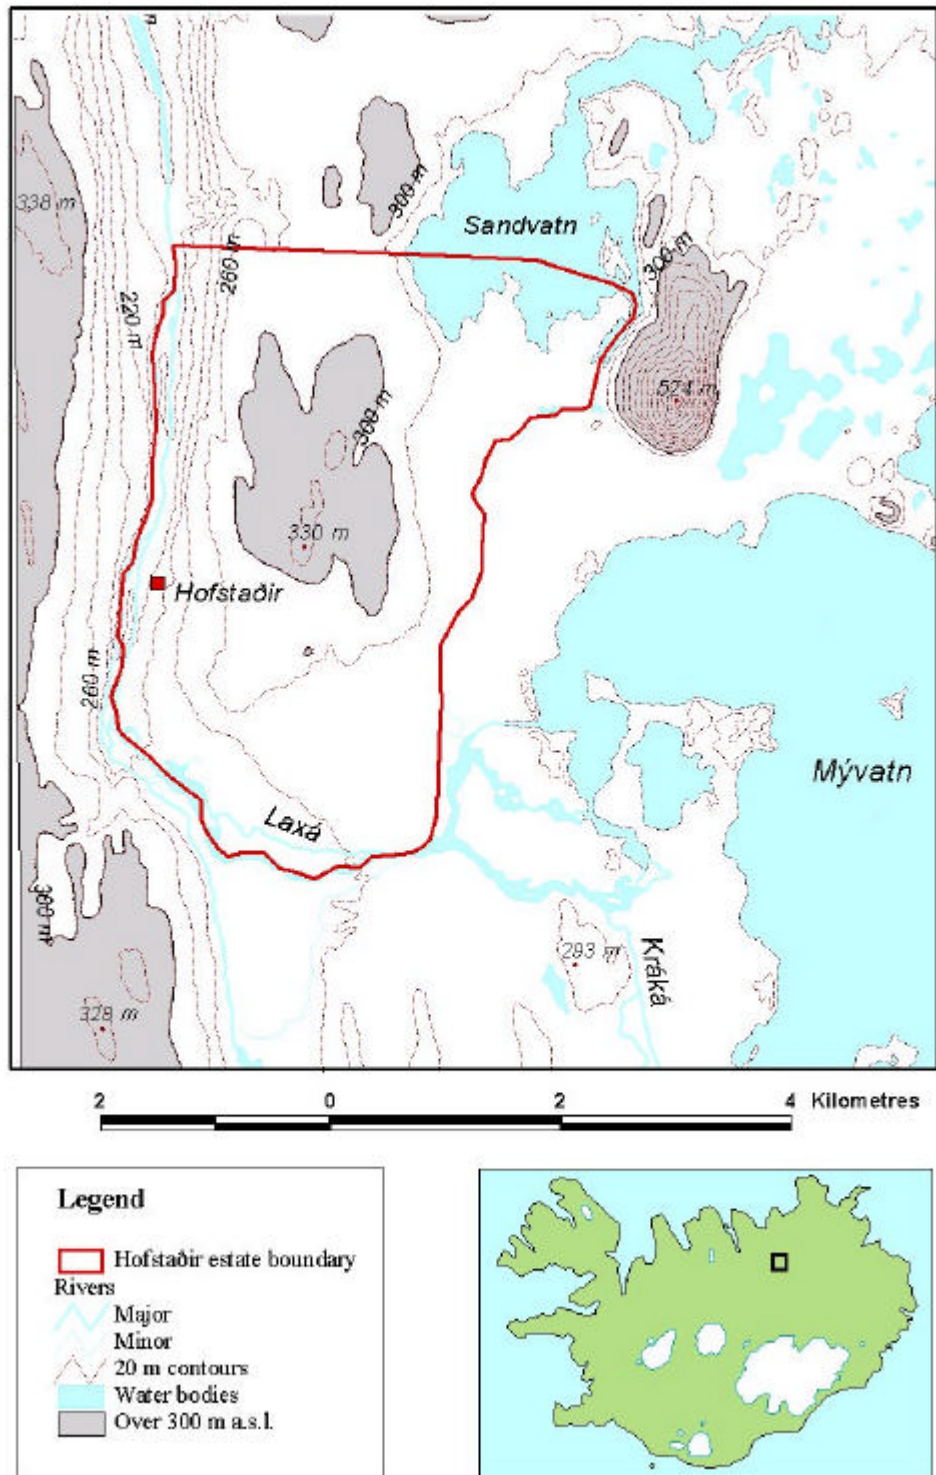 338 m
300 m
Sandvatn
300 m
260 m
220 m
574 m
300 m
330 m
Hofstaðir
260 m
Mývatn
Laxá
300 m
293 m
Kráká
328 m
2 0 2 4 Kilometres
Legend
Hofstaðir estate boundary
Rivers
Major
Minor
20 m contours
Water bodies
Over 300 m a.s.l.